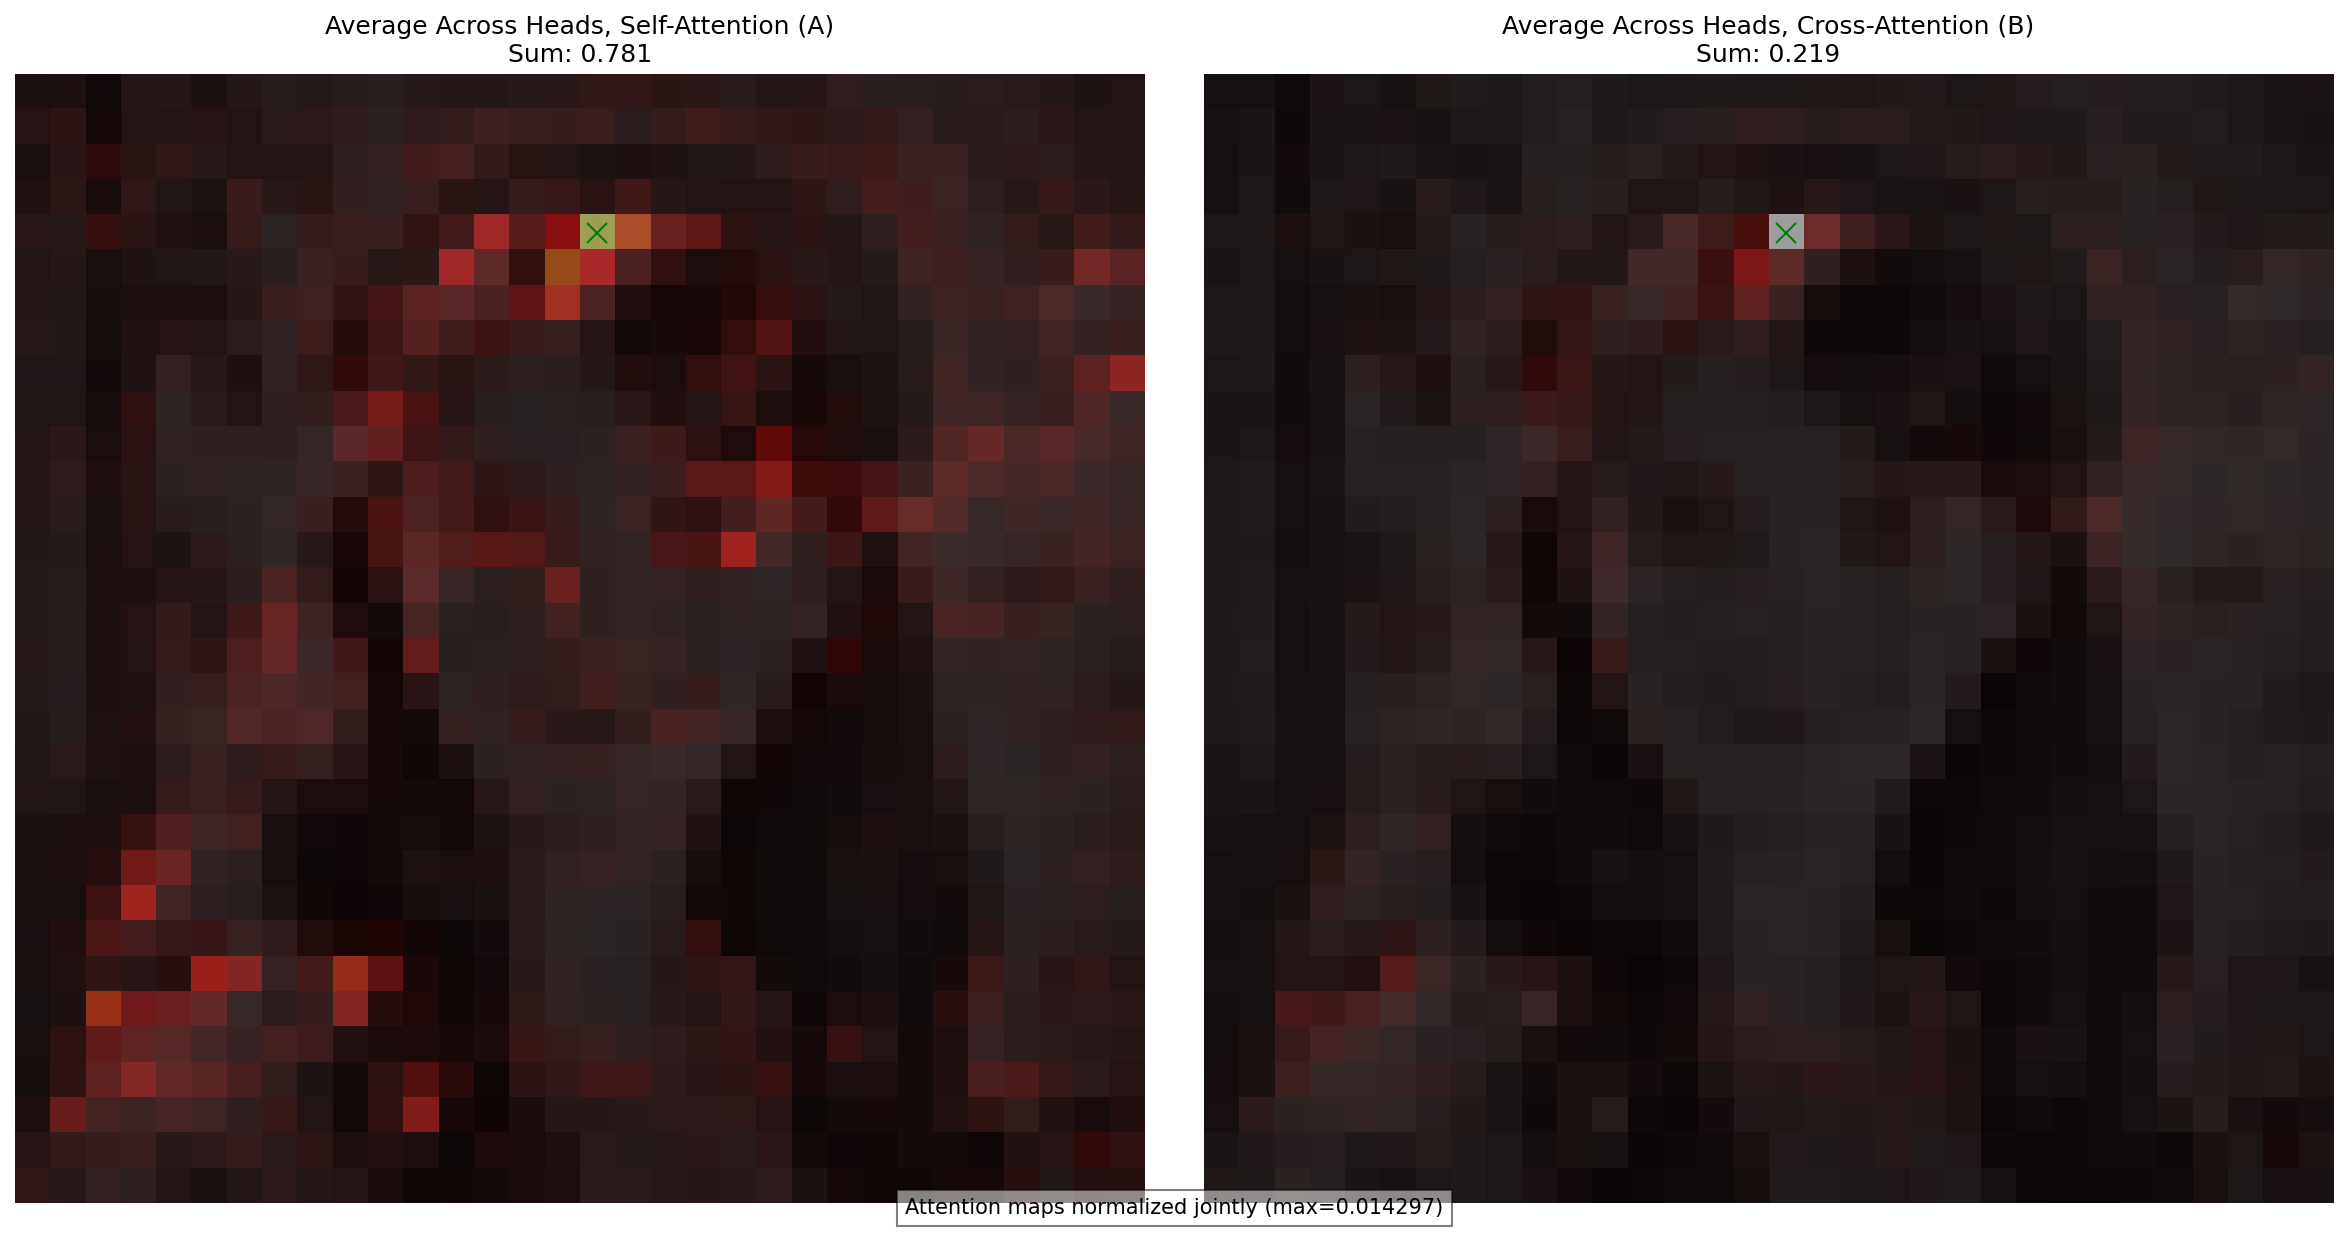 Average Across Heads, Self-Attention (A)
Sum: 0.781
Average Across Heads, Cross-Attention (B)
Sum: 0.219
Attention maps normalized jointly (max=0.014297)